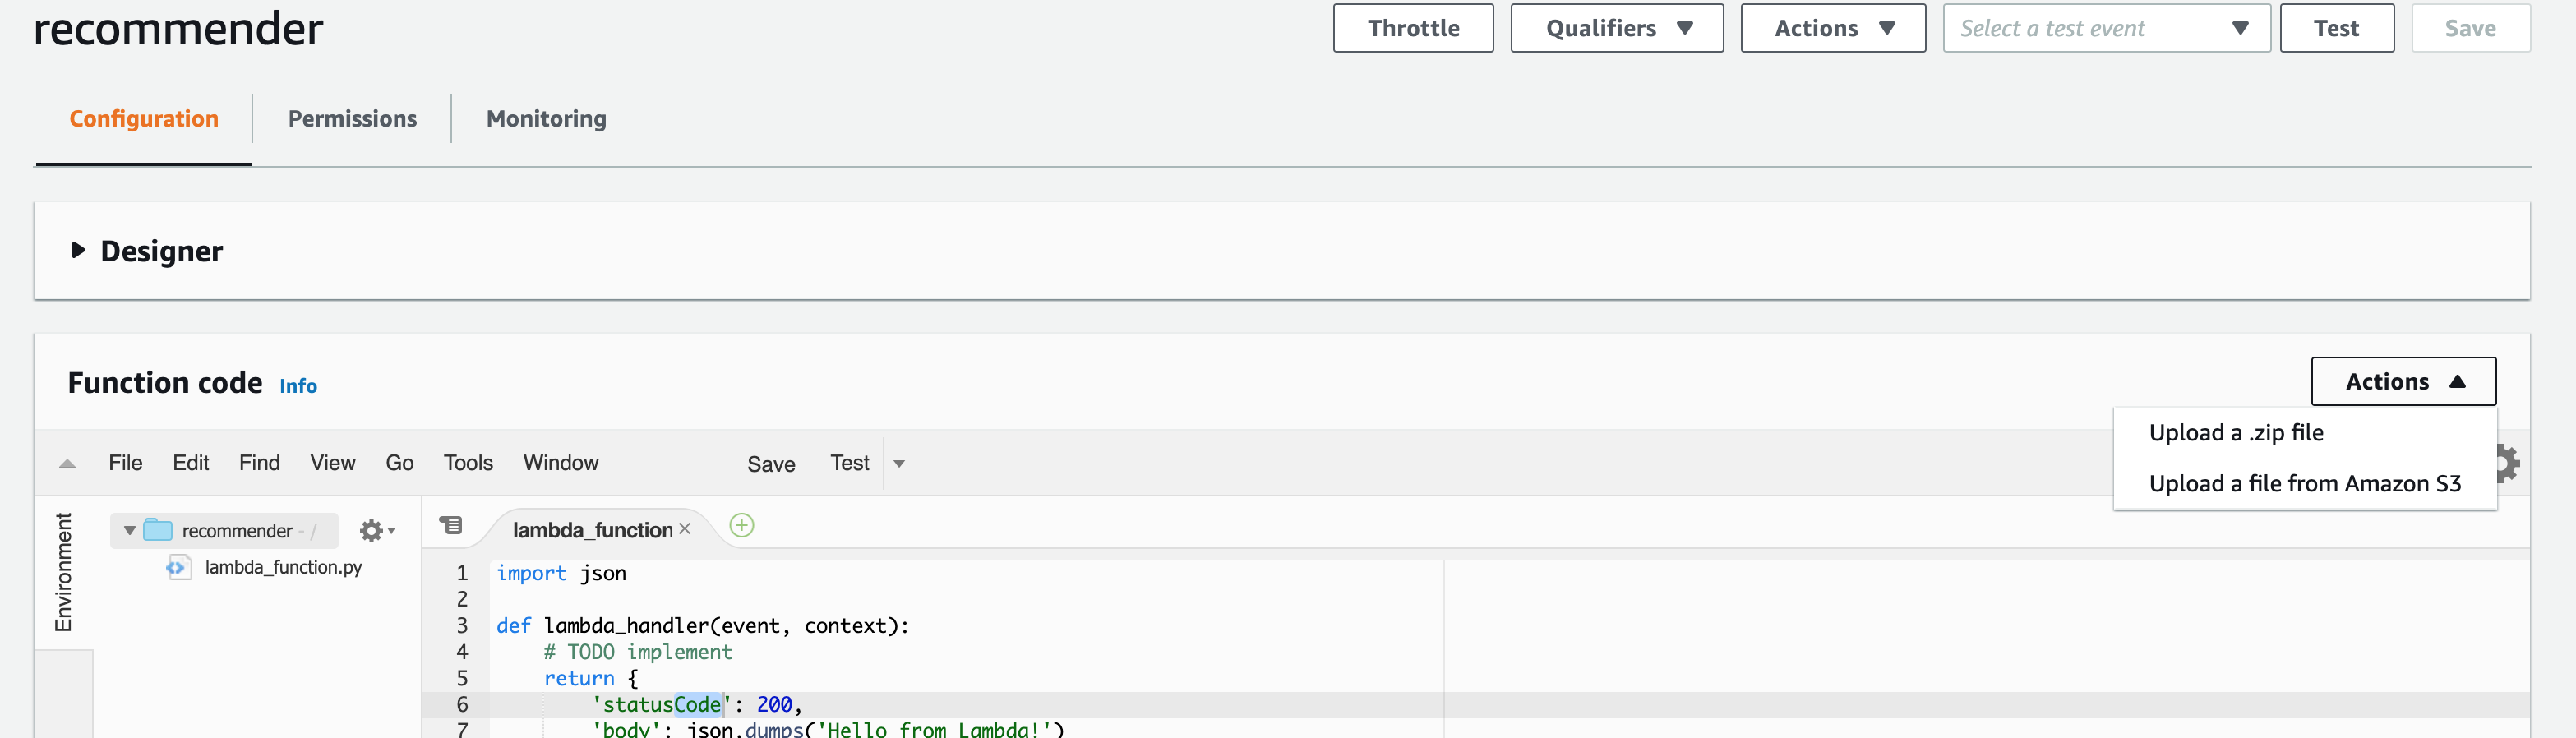 recommender
Throttle Qualifiers Actions Select a test event Test Save
Configuration Permissions Monitoring
Designer
Function code Info
Actions
Upload a .zip file
Upload a file from Amazon S3
File Edit Find View Go Tools Window Save Test
Environment
recommender - /
lambda_function.py
lambda_function ×
1 import json
2
3 def lambda_handler(event, context):
4     # TODO implement
5     return {
6         'statusCode': 200,
7         'body': json.dumps('Hello from Lambda!')